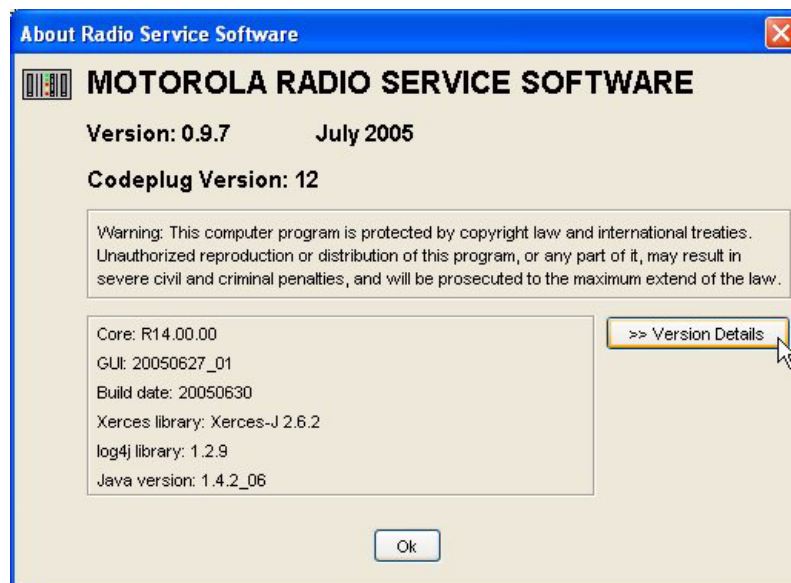 About Radio Service Software
MOTOROLA RADIO SERVICE SOFTWARE
Version: 0.9.7 July 2005
Codeplug Version: 12
Warning: This computer program is protected by copyright law and international treaties.
Unauthorized reproduction or distribution of this program, or any part of it, may result in
severe civil and criminal penalties, and will be prosecuted to the maximum extend of the law.
Core: R14.00.00
>> Version Details
GUI: 20050627_01
Build date: 20050630
Xerces library: Xerces-J 2.6.2
log4j library: 1.2.9
Java version: 1.4.2_06
Ok